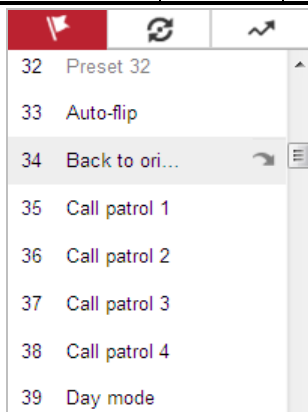 32 Preset 32
33 Auto-flip
34 Back to ori...
35 Call patrol 1
36 Call patrol 2
37 Call patrol 3
38 Call patrol 4
39 Day mode